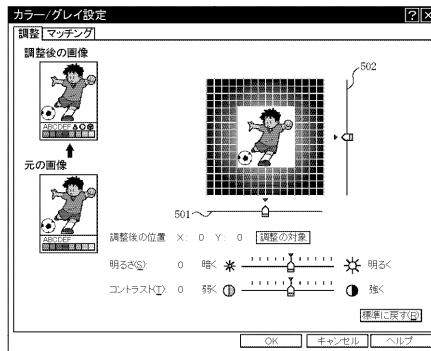 カラー/グレイ設定
調整 マッチング
調整後の画像
ABCDEF
元の画像
ABCDEF
502
501
調整後の位置 X: 0 Y: 0 調整の対象
明るさ(S): 0 暗く 明るく
コントラスト(T): 0 弱く 強く
標準に戻す(E)
OK キャンセル ヘルプ